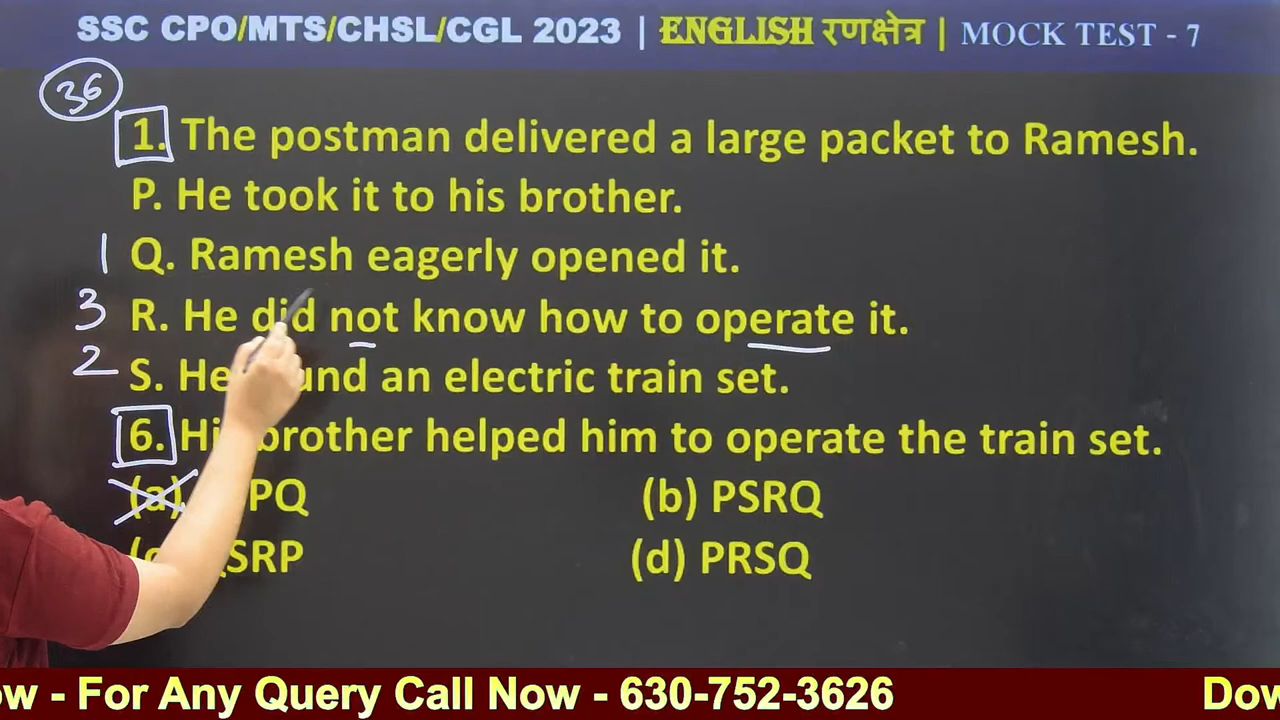 SSC CPO/MTS/CHSL/CGL 2023 | ENGLISH रणक्षेत्र | MOCK TEST - 7
36
1. The postman delivered a large packet to Ramesh.
P. He took it to his brother.
1 Q. Ramesh eagerly opened it.
3 R. He did not know how to operate it.
2 S. He an electric train set.
6. brother helped him to operate the train set.
(a) PQ (b) PSRQ
SRP (d) PRSQ
- For Any Query Call Now - 630-752-3626